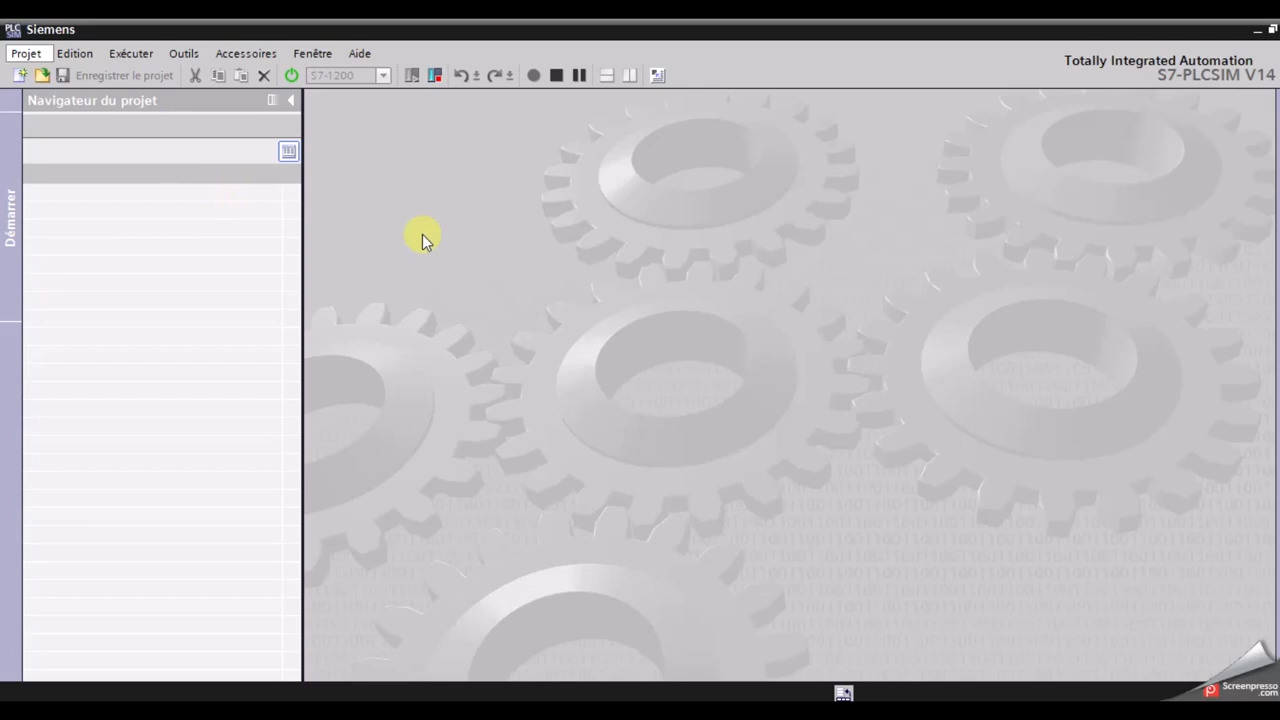 PLC SIM Siemens
Projet Edition Exécuter Outils Accessoires Fenêtre Aide
Totally Integrated Automation
S7-PLCSIM V14
Enregistrer le projet S7-1200
Navigateur du projet
Démarrer
Screenpresso
.com